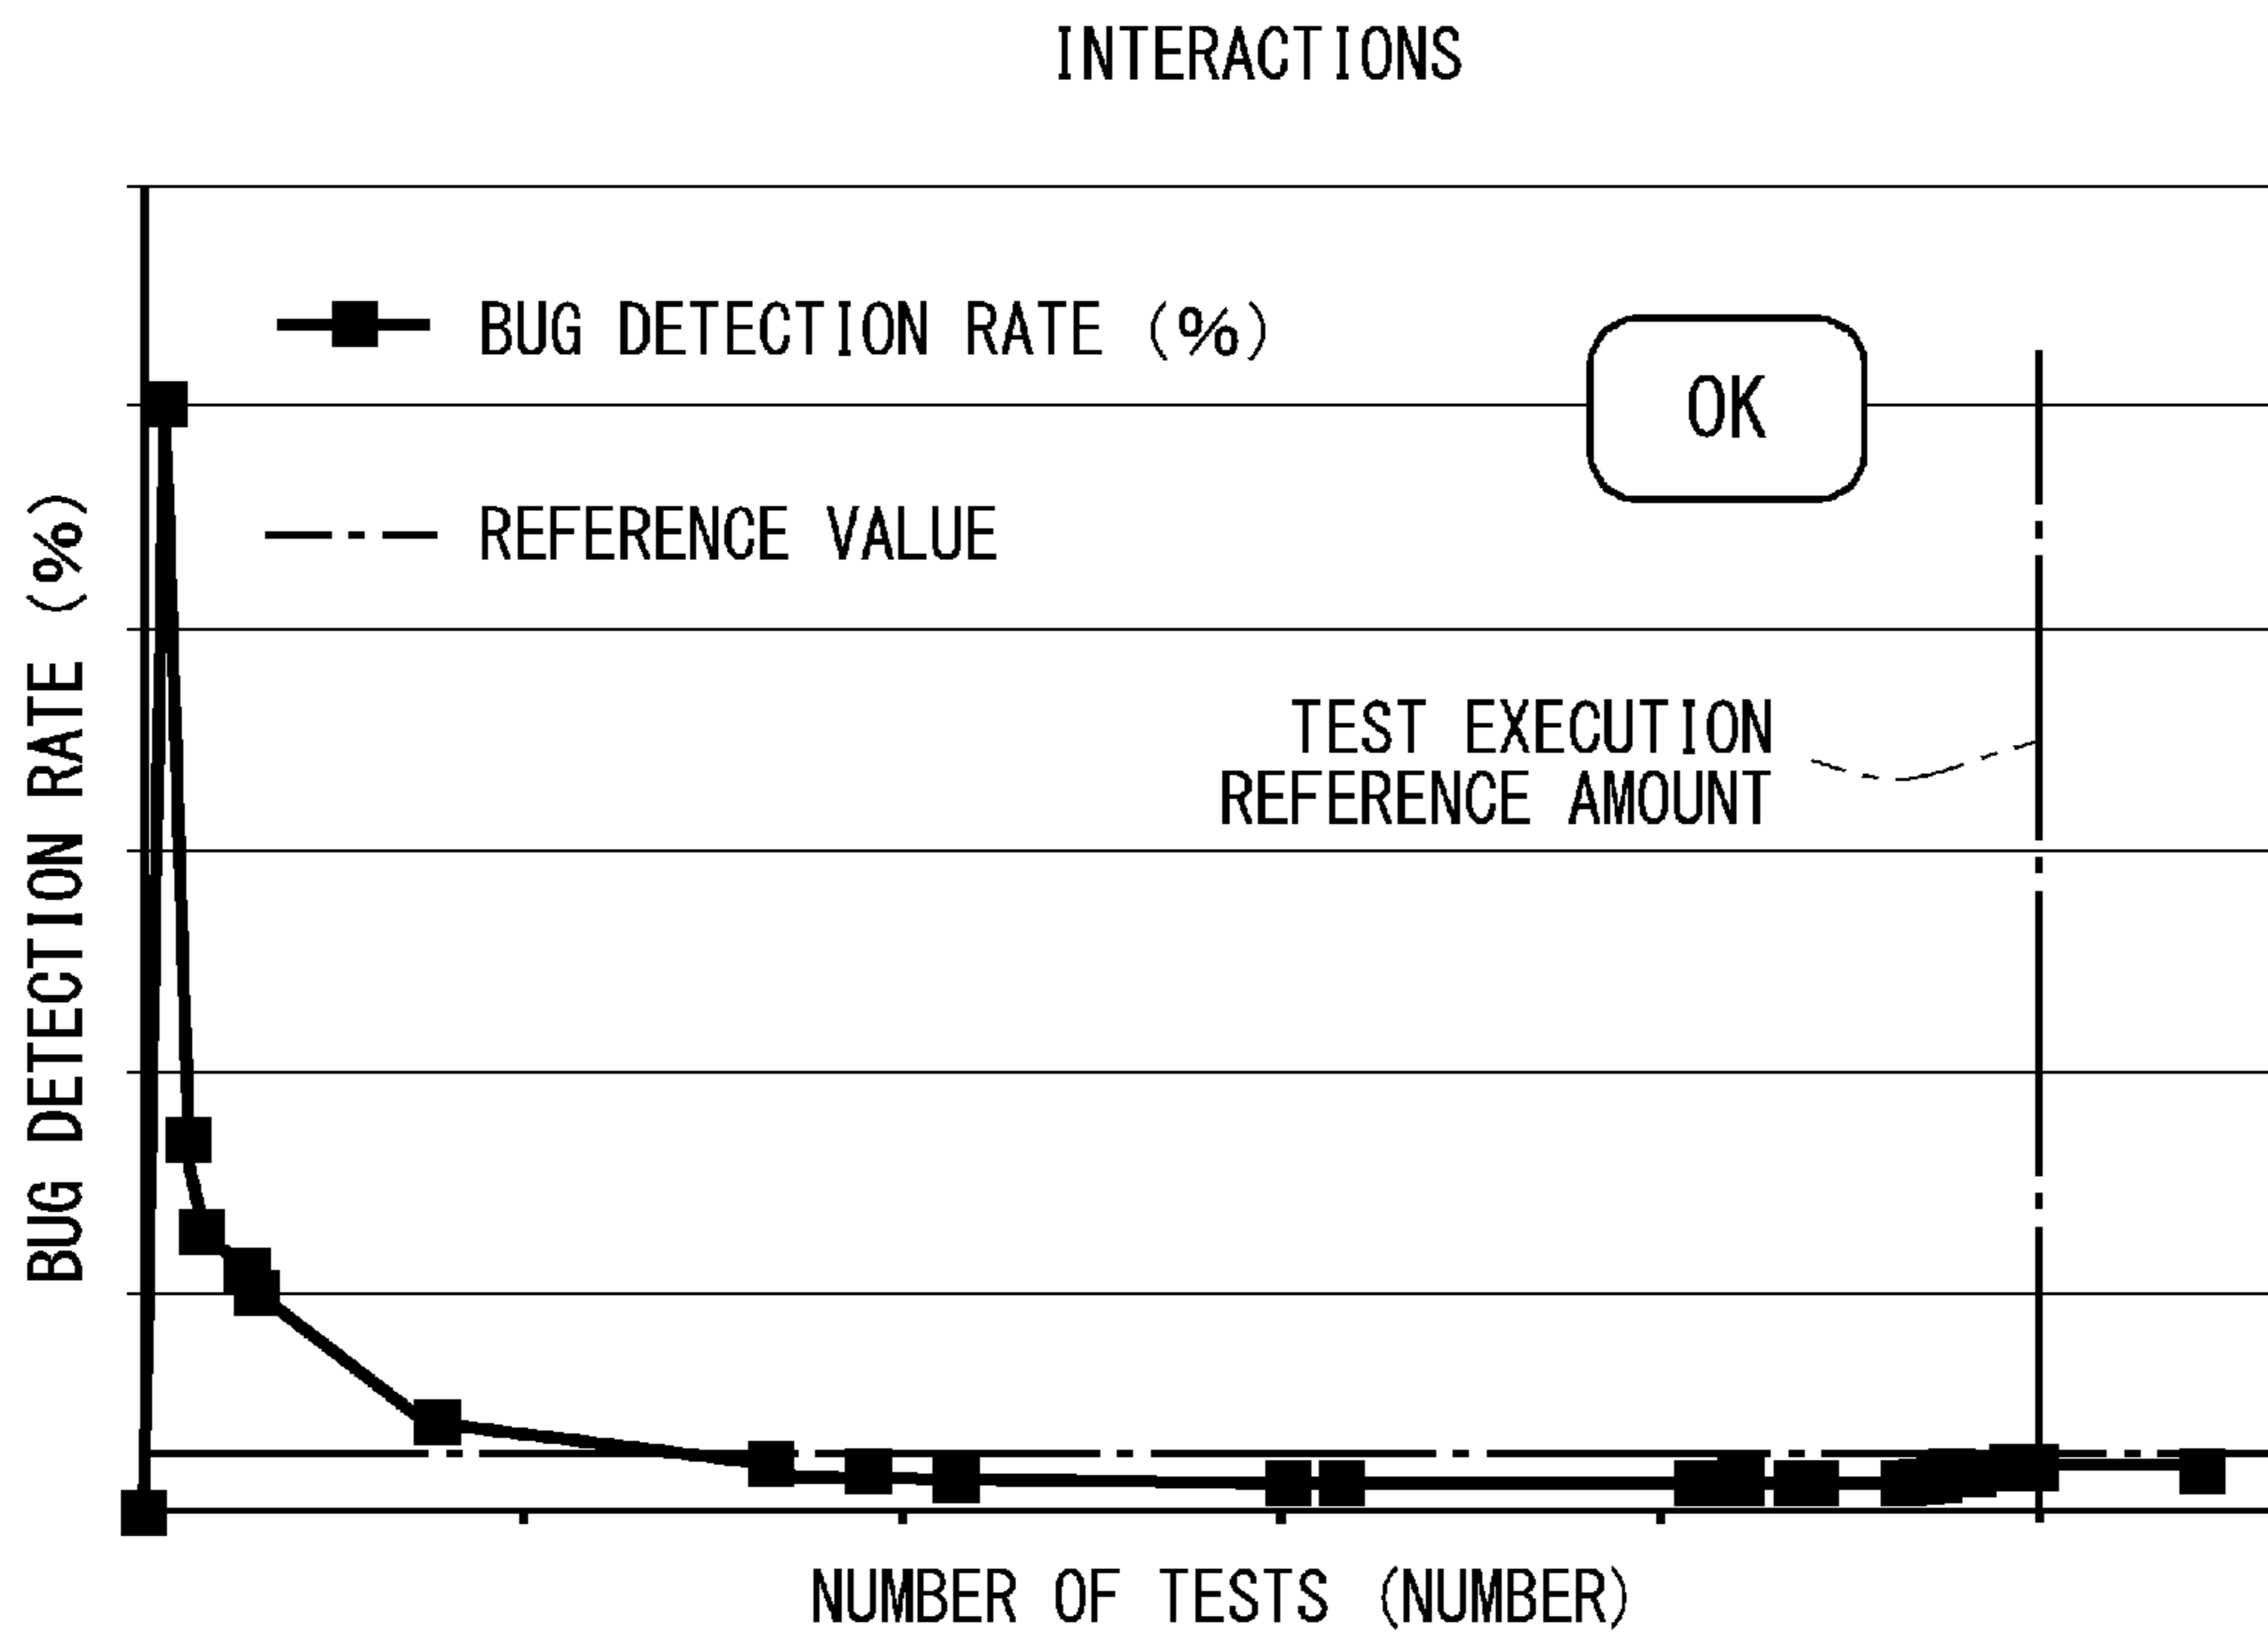 INTERACTIONS
BUG DETECTION RATE (%)
OK
REFERENCE VALUE
TEST EXECUTION
REFERENCE AMOUNT
BUG DETECTION RATE (%)
NUMBER OF TESTS (NUMBER)